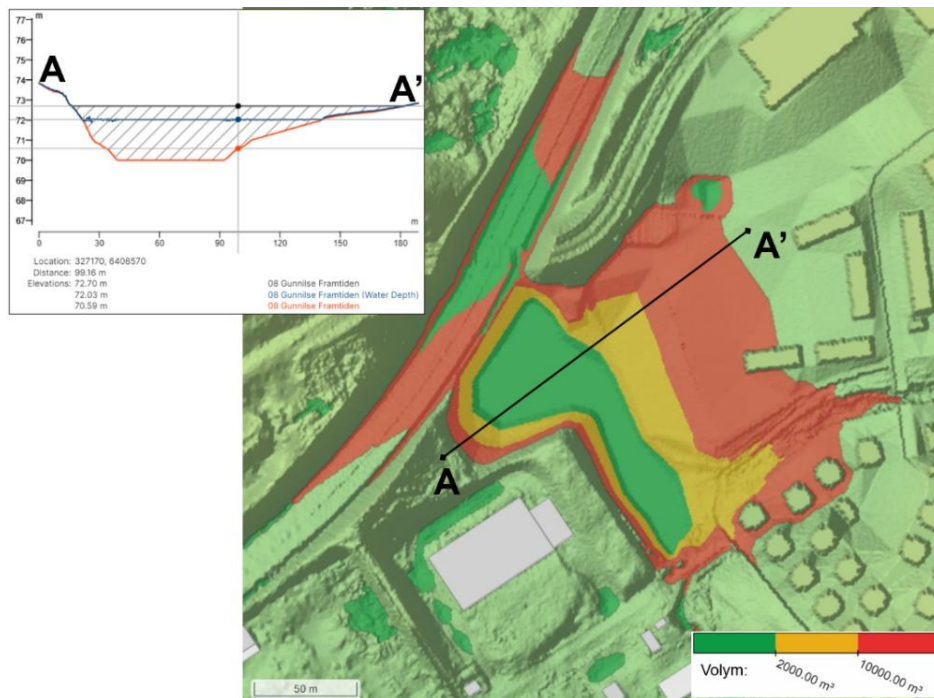 m
77
76
75
74
73
72
71
70
69
68
67
A
A'
m
0
30
60
90
120
150
180
Location: 327170, 6408570
Distance: 99.16 m
Elevations: 72.70 m 08 Gunnilse Framtiden
72.03 m 08 Gunnilse Framtiden (Water Depth)
70.59 m 08 Gunnilse Framtiden
A'
A
50 m
Volym:
2000.00 m³
10000.00 m³